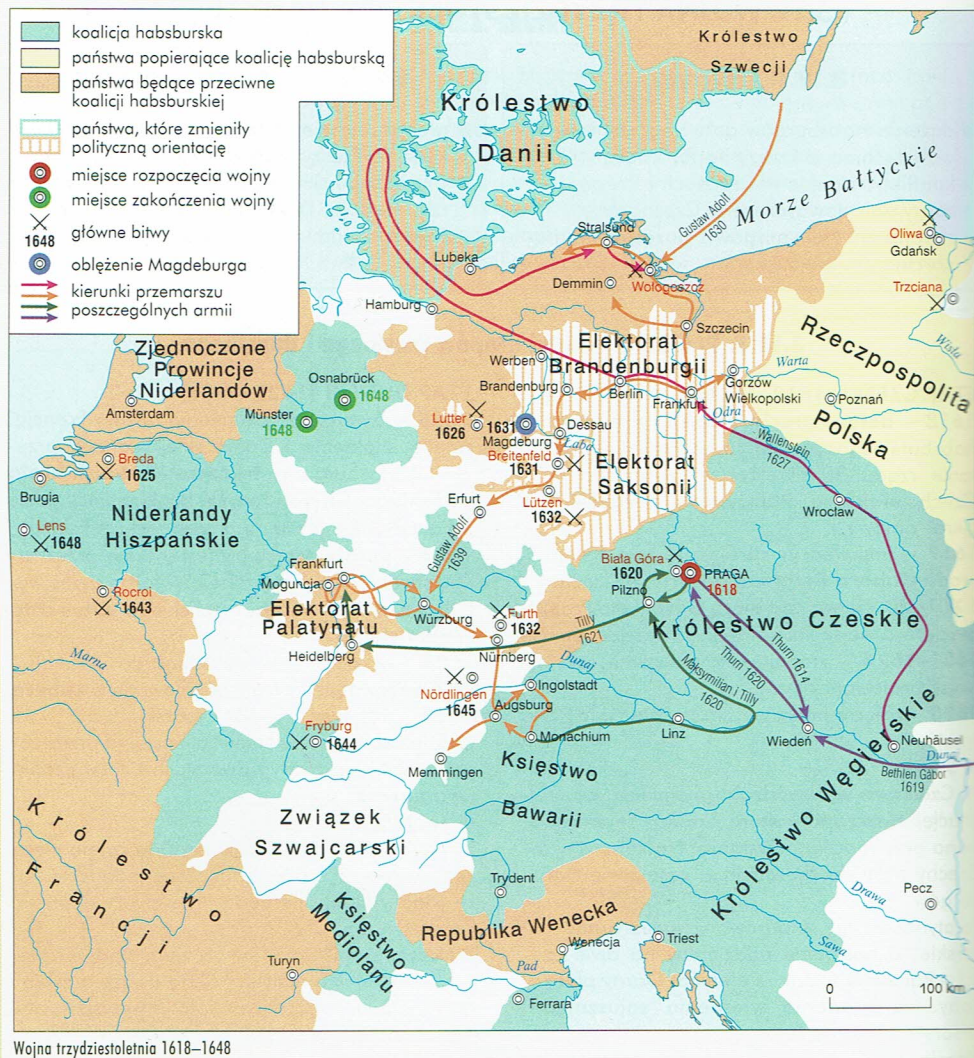 koalicja habsburska
państwa popierające koalicję habsburską
państwa będące przeciwne
koalicji habsburskiej
państwa, które zmieniły
polityczną orientację
miejsce rozpoczęcia wojny
miejsce zakończenia wojny
1648
główne bitwy
oblężenie Magdeburga
kierunki przemarszu
poszczególnych armii
Królestwo
Szwecji
Królestwo
Danii
Morze Bałtyckie
Gustaw Adolf
1630
Oliwa
Gdańsk
Trzciana
Wisła
Stralsund
Lubeka
Demmin
Wołogoszcz
Hamburg
Szczecin
Rzeczpospolita
Polska
Zjednoczone
Prowincje
Niderlandów
Amsterdam
Osnabrück
1648
Münster
1648
Werben
Elektorat
Brandenburgii
Brandenburg
Berlin
Frankfurt
Gorzów
Wielkopolski
Warta
Poznań
Odra
Lutter
1626
1631
Magdeburg
Dessau
Łaba
Breitenfeld
1631
Elektorat
Saksonii
Wallenstein
1627
Wrocław
Breda
1625
Brugia
Lens
1648
Niderlandy
Hiszpańskie
Erfurt
Lützen
1632
Gustaw Adolf
1639
Rocroi
1643
Frankfurt
Moguncja
Elektorat
Palatynatu
Heidelberg
Würzburg
Furth
1632
Nürnberg
Biała Góra
1620
PRAGA
1618
Pilzno
Królestwo Czeskie
Tilly
1621
Marna
Dunaj
Maksymilian i Tilly
1620
Thurn 1620
Thurn 1614
Nördlingen
1645
Ingolstadt
Augsburg
Fryburg
1644
Monachium
Linz
Wiedeń
Neuhäusel
Dunaj
Bethlen Gábor
1619
Memmingen
Księstwo
Bawarii
Królestwo Węgierskie
Związek
Szwajcarski
Królestwo
Francji
Trydent
Księstwo
Mediolanu
Republika Wenecka
Wenecja
Triest
Drawa
Sawa
Pecz
Turyn
Pad
Ferrara
0
100 km
Wojna trzydziestoletnia 1618–1648